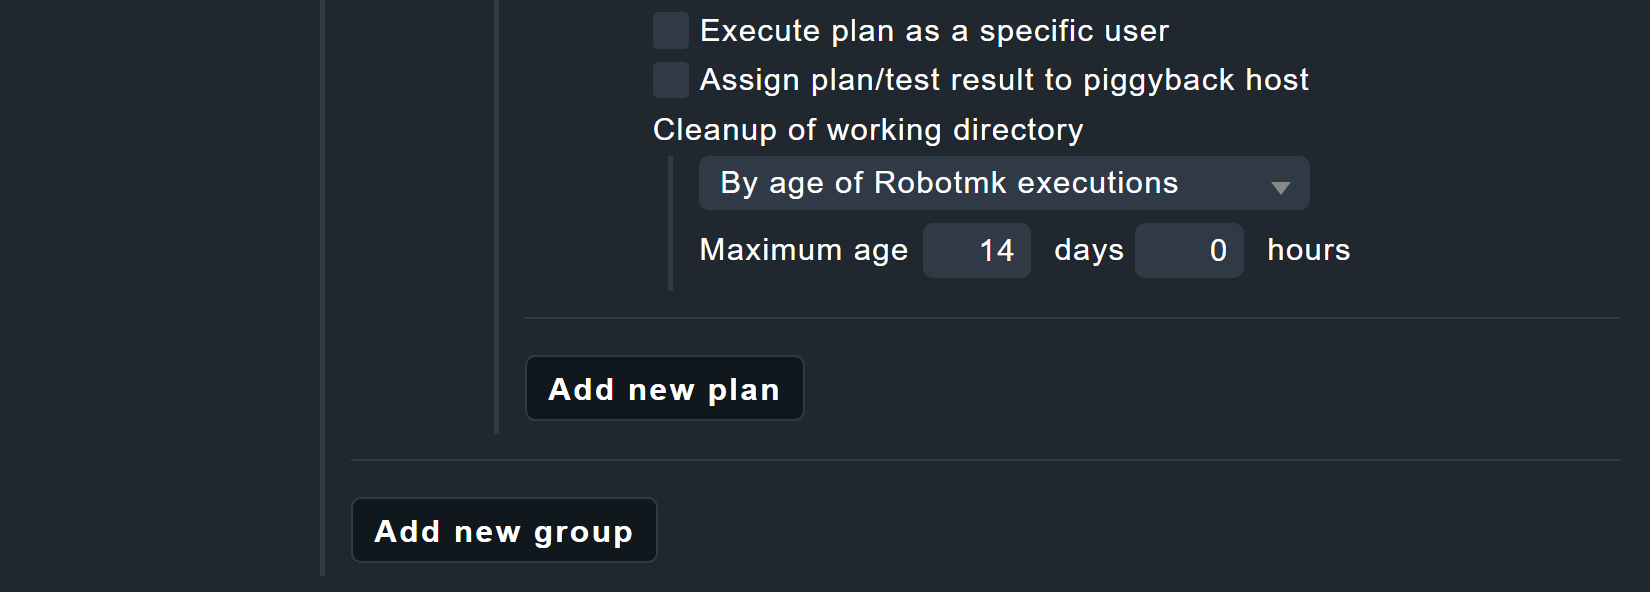 Execute plan as a specific user
Assign plan/test result to piggyback host
Cleanup of working directory
By age of Robotmk executions
Maximum age 14 days 0 hours
Add new plan
Add new group